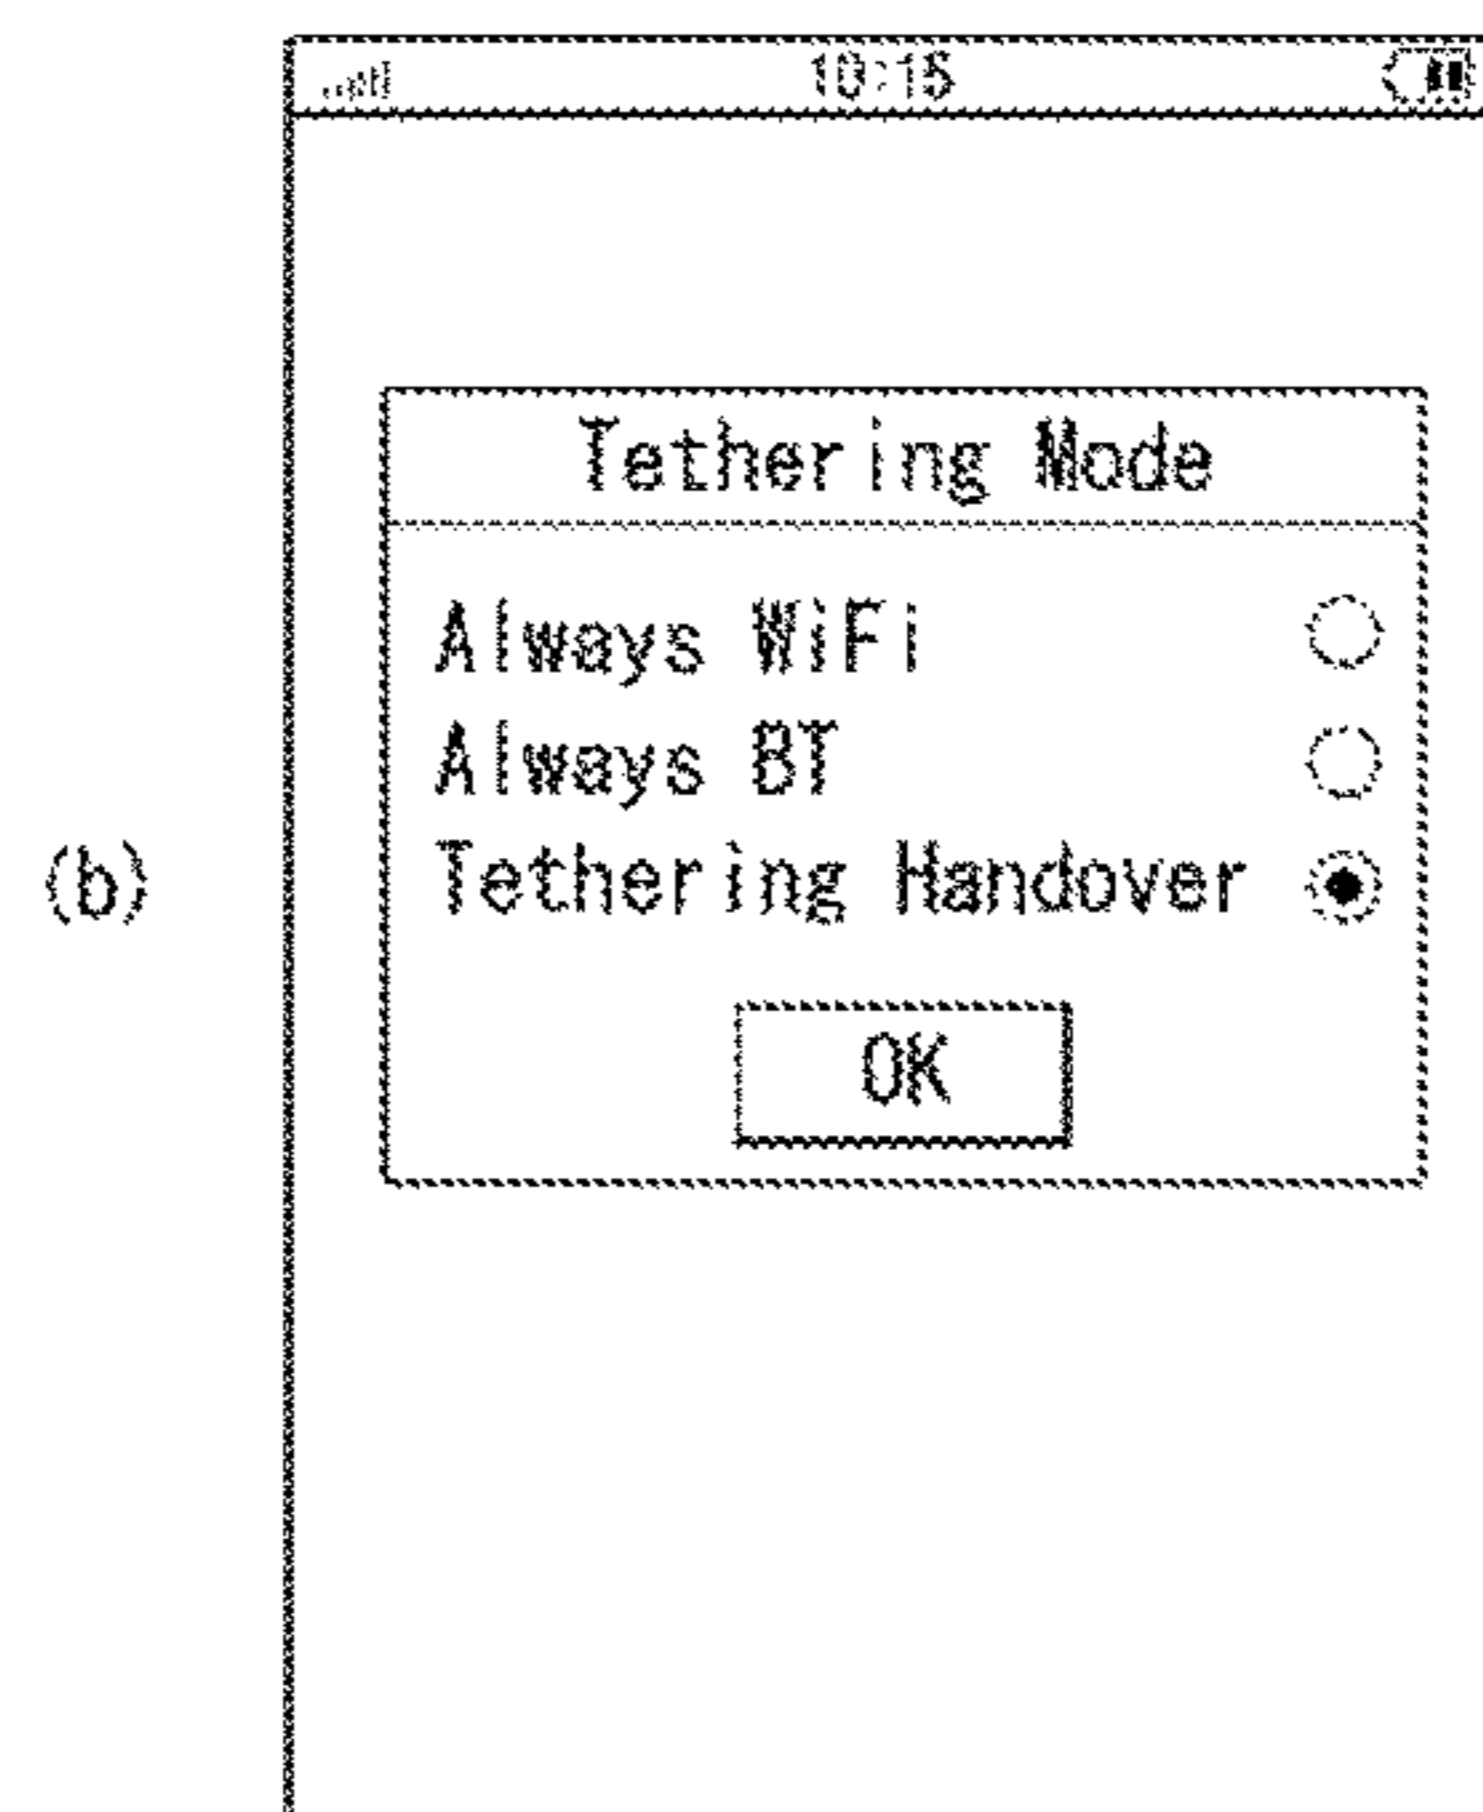 10:15
Tethering Mode
Always WiFi
Always BT
(b)
Tethering Handover
OK